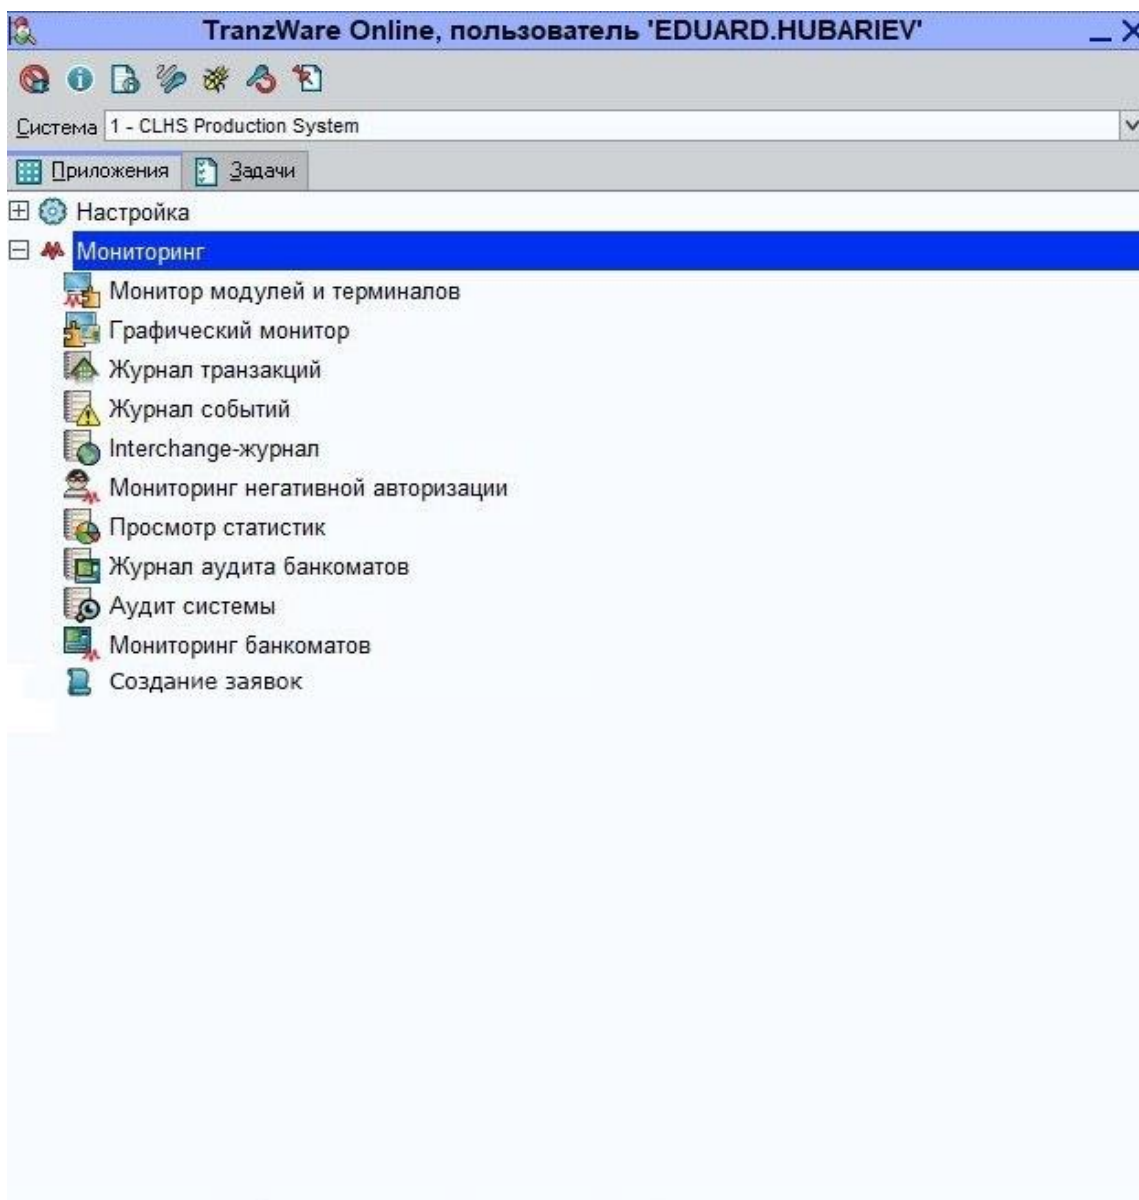 TranzWare Online, пользователь 'EDUARD.HUBARIEV'
Система 1 - CLHS Production System
Приложения Задачи
Настройка
Мониторинг
Монитор модулей и терминалов
Графический монитор
Журнал транзакций
Журнал событий
Interchange-журнал
Мониторинг негативной авторизации
Просмотр статистик
Журнал аудита банкоматов
Аудит системы
Мониторинг банкоматов
Создание заявок